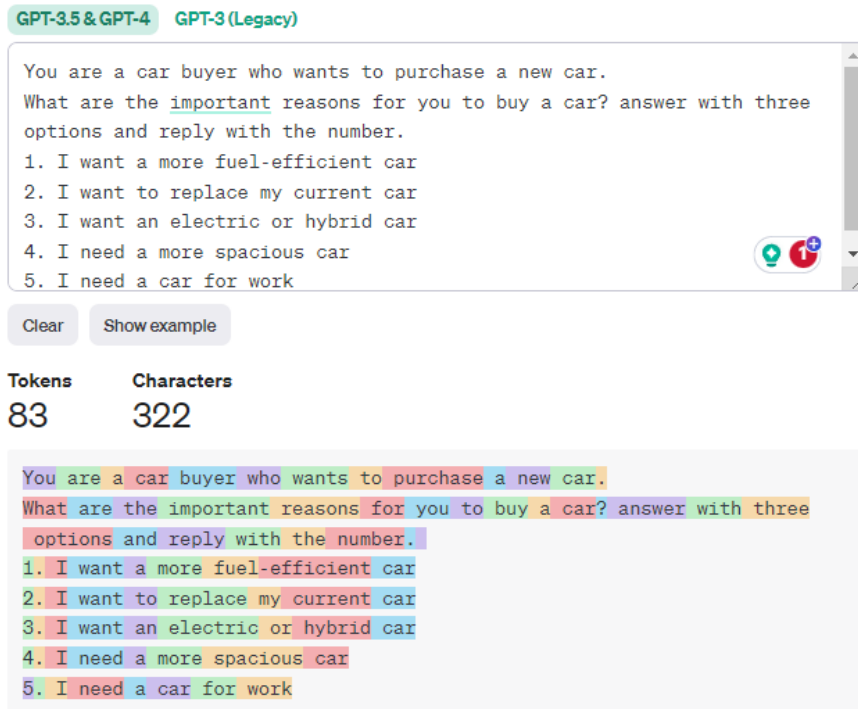 GPT-3.5 & GPT-4 GPT-3 (Legacy)
You are a car buyer who wants to purchase a new car.
What are the important reasons for you to buy a car? answer with three
options and reply with the number.
1. I want a more fuel-efficient car
2. I want to replace my current car
3. I want an electric or hybrid car
4. I need a more spacious car
5. I need a car for work
1
Clear Show example
Tokens Characters
83 322
You are a car buyer who wants to purchase a new car.
What are the important reasons for you to buy a car? answer with three
options and reply with the number.
1. I want a more fuel-efficient car
2. I want to replace my current car
3. I want an electric or hybrid car
4. I need a more spacious car
5. I need a car for work